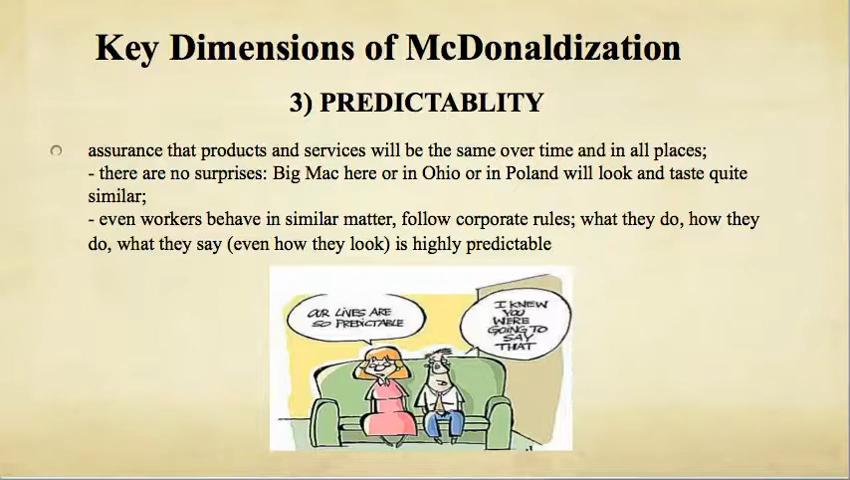 Key Dimensions of McDonaldization
3) PREDICTABLITY
assurance that products and services will be the same over time and in all places;
- there are no surprises: Big Mac here or in Ohio or in Poland will look and taste quite
similar;
- even workers behave in similar matter, follow corporate rules; what they do, how they
do, what they say (even how they look) is highly predictable
OUR LIVES ARE
SO PREDICTABLE
I KNEW
YOU
WERE
GOING TO
SAY
THAT